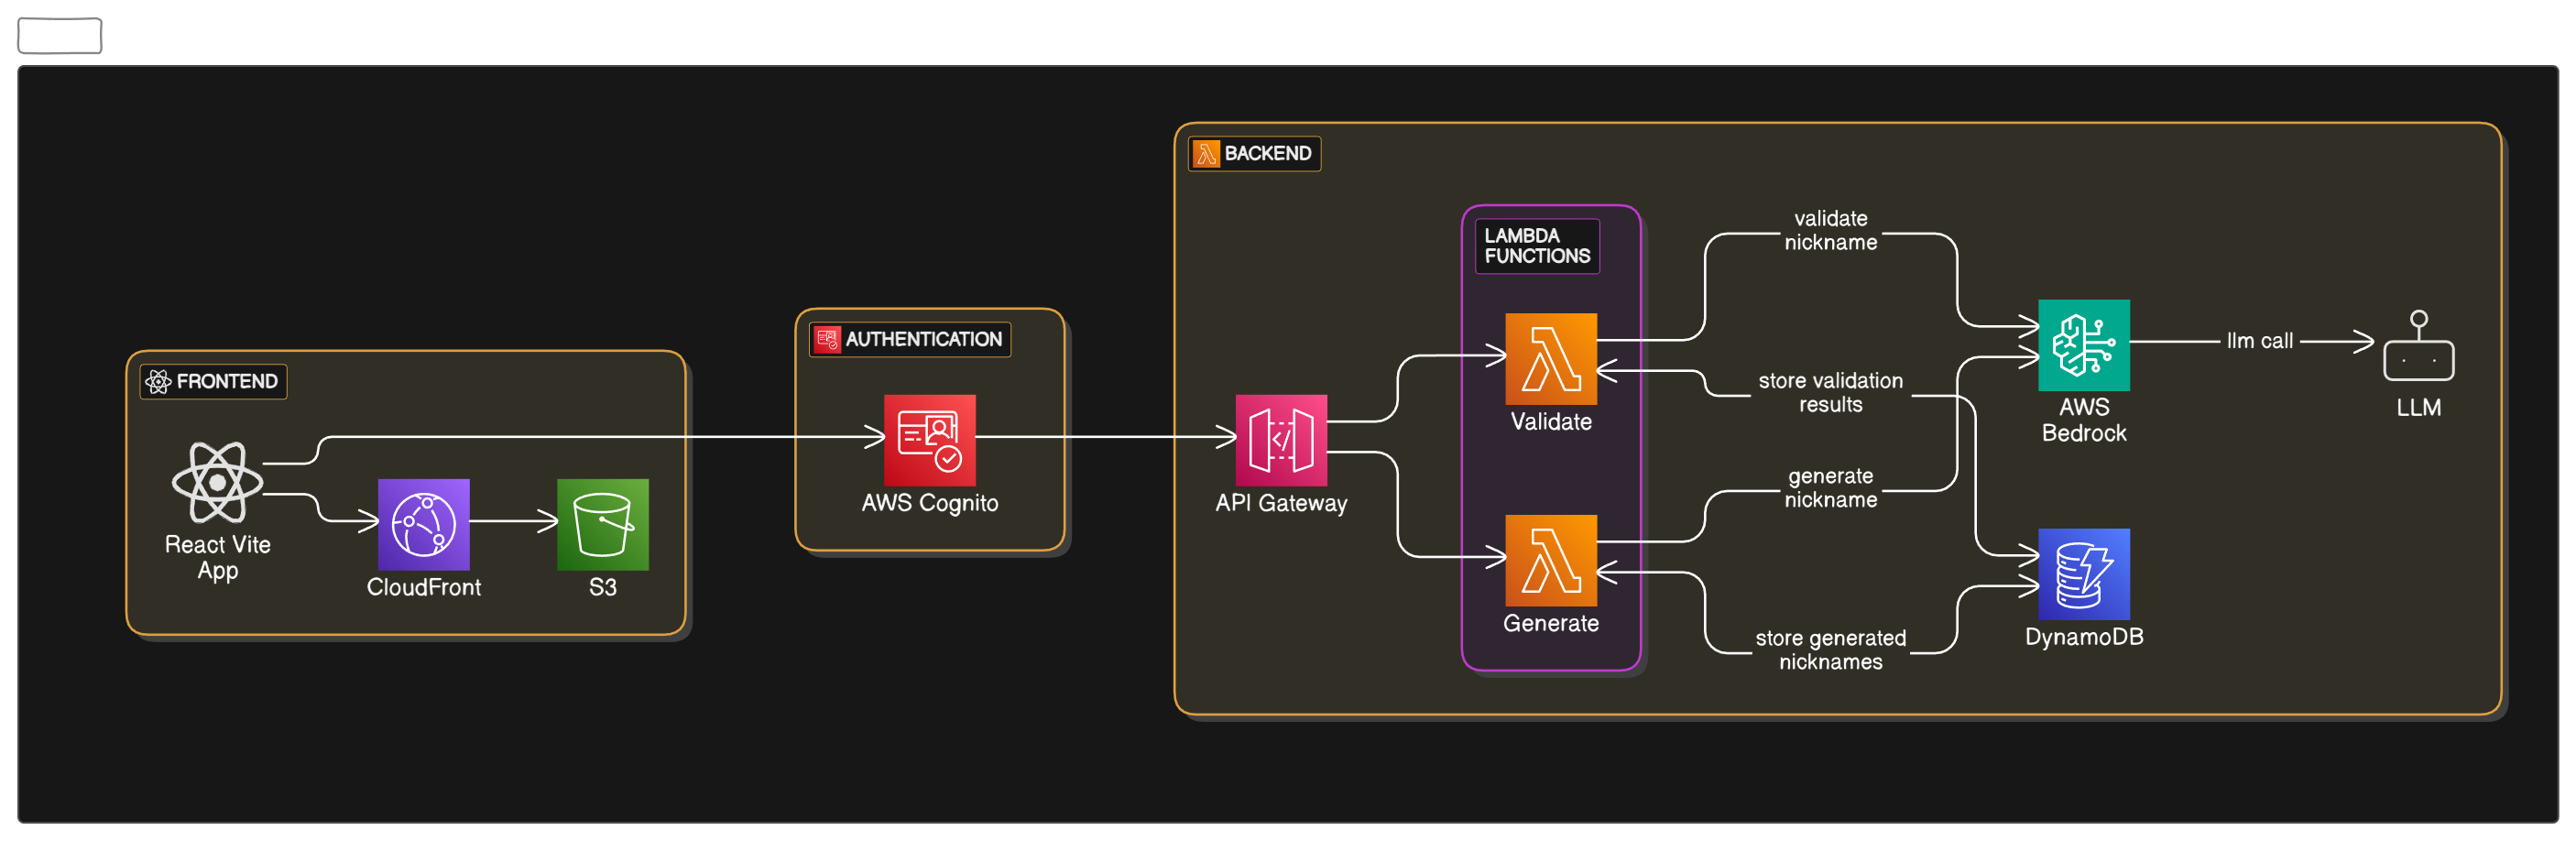 FRONTEND
React Vite
App
CloudFront
S3
AUTHENTICATION
AWS Cognito
BACKEND
API Gateway
LAMBDA
FUNCTIONS
Validate
Generate
validate
nickname
store validation
results
generate
nickname
store generated
nicknames
AWS
Bedrock
DynamoDB
llm call
LLM